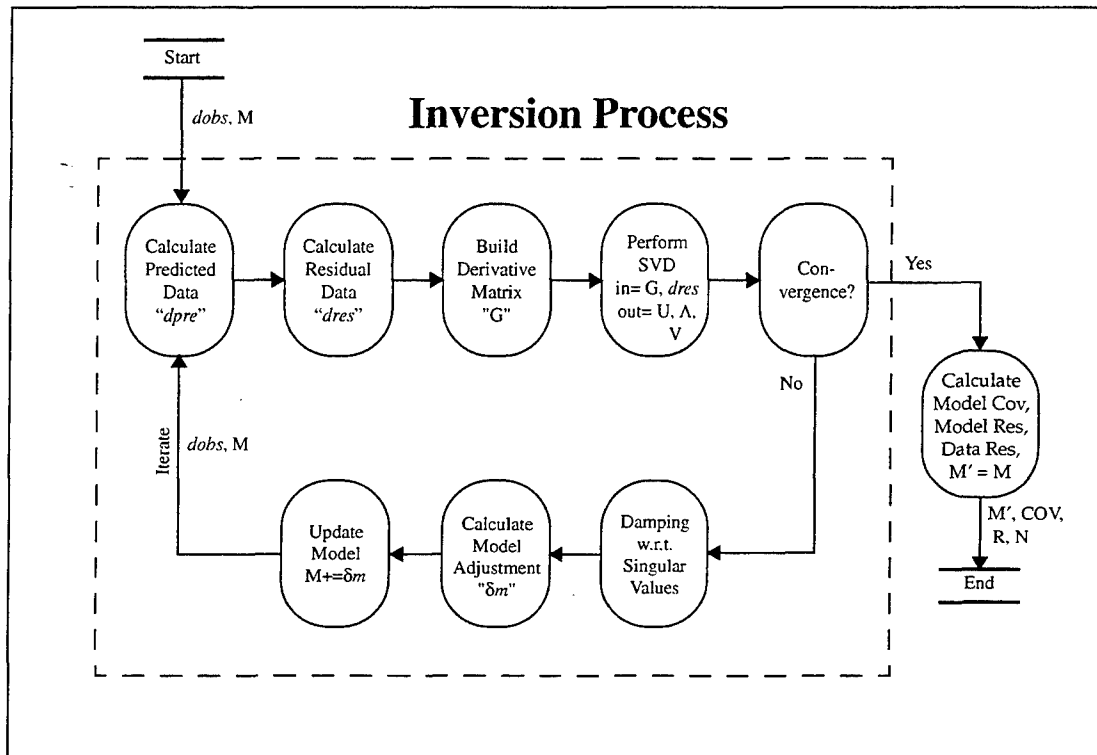 Start
dobs, M
Inversion Process
Calculate
Predicted
Data
“dpre”
Calculate
Residual
Data
“dres”
Build
Derivative
Matrix
"G"
Perform
SVD
in= G, dres
out= U, Λ,
V
Con-
vergence?
Yes
No
Calculate
Model Cov,
Model Res,
Data Res,
M′ = M
M′, COV,
R, N
End
Damping
w.r.t.
Singular
Values
Calculate
Model
Adjustment
"δm"
Update
Model
M+=δm
Iterate
dobs, M